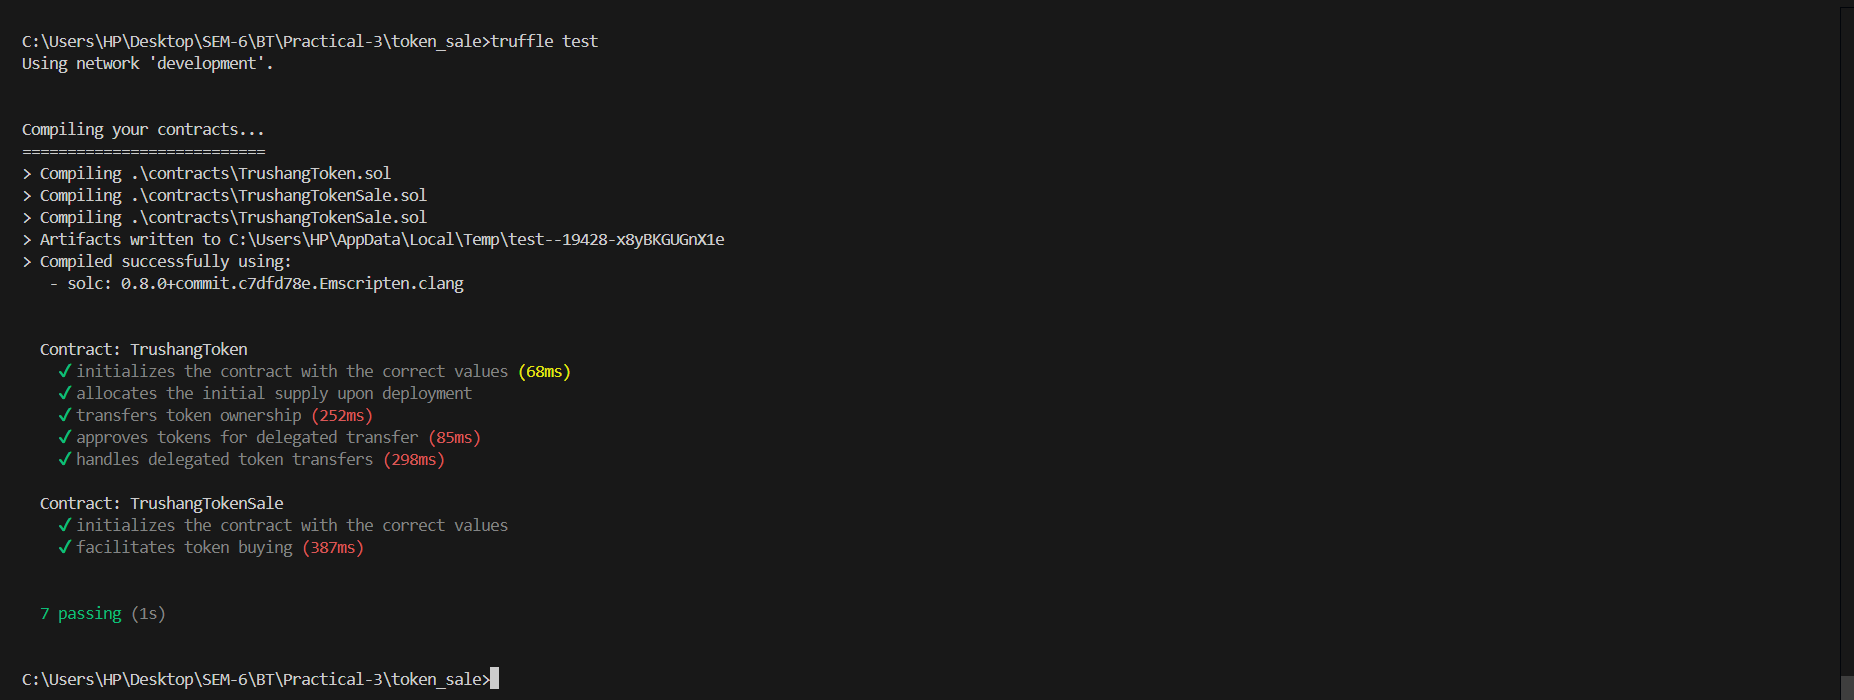 C:\Users\HP\Desktop\SEM-6\BT\Practical-3\token_sale>truffle test
Using network 'development'.
Compiling your contracts...
===========================
> Compiling .\contracts\TrushangToken.sol
> Compiling .\contracts\TrushangTokenSale.sol
> Compiling .\contracts\TrushangTokenSale.sol
> Artifacts written to C:\Users\HP\AppData\Local\Temp\test--19428-x8yBKGUGnX1e
> Compiled successfully using:
- solc: 0.8.0+commit.c7dfd78e.Emscripten.clang
Contract: TrushangToken
✓ initializes the contract with the correct values (68ms)
✓ allocates the initial supply upon deployment
✓ transfers token ownership (252ms)
✓ approves tokens for delegated transfer (85ms)
✓ handles delegated token transfers (298ms)
Contract: TrushangTokenSale
✓ initializes the contract with the correct values
✓ facilitates token buying (387ms)
7 passing (1s)
C:\Users\HP\Desktop\SEM-6\BT\Practical-3\token_sale>